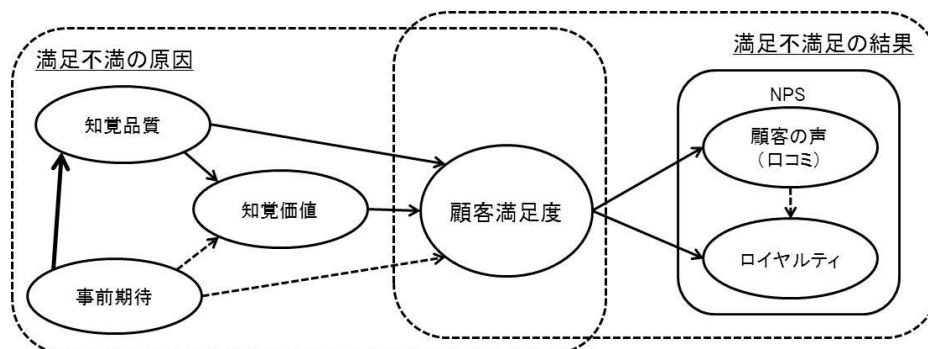 満足不満の原因
満足不満足の結果
NPS
知覚品質
顧客の声
(口コミ)
知覚価値
顧客満足度
ロイヤルティ
事前期待